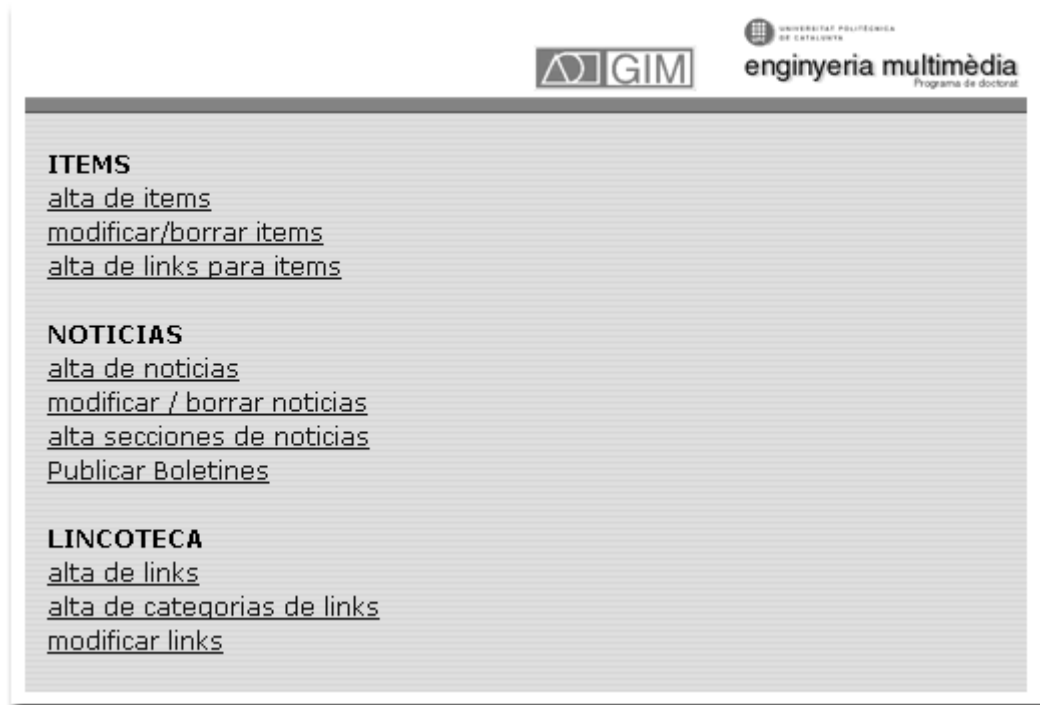 UNIVERSITAT POLITÈCNICA
DE CATALUNYA
GIM
enginyeria multimèdia
Programa de doctorat
ITEMS
alta de items
modificar/borrar items
alta de links para items
NOTICIAS
alta de noticias
modificar / borrar noticias
alta secciones de noticias
Publicar Boletines
LINCOTECA
alta de links
alta de categorias de links
modificar links